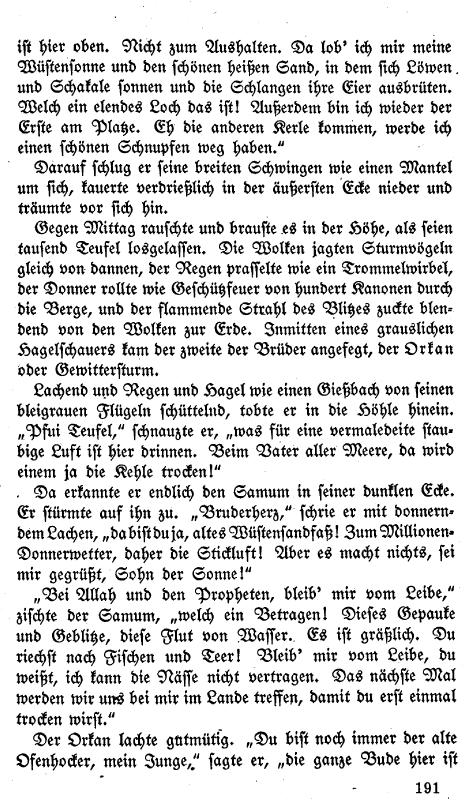 ist hier oben. Nicht zum Aushalten. Da lob' ich mir meine
Wüstensonne und den schönen heißen Sand, in dem sich Löwen
und Schakale sonnen und die Schlangen ihre Eier ausbrüten.
Welch ein elendes Loch das ist! Außerdem bin ich wieder der
Erste am Platze. Eh die anderen Kerle kommen, werde ich
einen schönen Schnupfen weg haben.“
Darauf schlug er seine breiten Schwingen wie einen Mantel
um sich, kauerte verdrießlich in der äußersten Ecke nieder und
träumte vor sich hin.
Gegen Mittag rauschte und brauste es in der Höhe, als seien
tausend Teufel losgelassen. Die Wolken jagten Sturmvögeln
gleich von dannen, der Regen prasselte wie ein Trommelwirbel,
der Donner rollte wie Geschützfeuer von hundert Kanonen durch
die Berge, und der flammende Strahl des Blitzes zuckte blen-
dend von den Wolken zur Erde. Inmitten eines grauslichen
Hagelschauers kam der zweite der Brüder angefegt, der Orkan
oder Gewittersturm.
Lachend und Regen und Hagel wie einen Gießbach von seinen
bleigrauen Flügeln schüttelnd, tobte er in die Höhle hinein.
„Pfui Teufel,“ schnauzte er, „was für eine vermaledeite stau-
bige Luft ist hier drinnen. Beim Vater aller Meere, da wird
einem ja die Kehle trocken!“
Da erkannte er endlich den Samum in seiner dunklen Ecke.
Er stürmte auf ihn zu. „Bruderherz,“ schrie er mit donnern-
dem Lachen, „da bist du ja, altes Wüstensandfaß! Zum Millionen-
Donnerwetter, daher die Stickluft! Aber es macht nichts, sei
mir gegrüßt, Sohn der Sonne!“
„Bei Allah und den Propheten, bleib' mir vom Leibe,“
zischte der Samum, „welch ein Betragen! Dieses Gepauke
und Geblitze, diese Flut von Wasser. Es ist gräßlich. Du
riechst nach Fischen und Teer! Bleib' mir vom Leibe, du
weißt, ich kann die Nässe nicht vertragen. Das nächste Mal
werden wir uns bei mir im Lande treffen, damit du erst einmal
trocken wirst.“
Der Orkan lachte gutmütig. „Du bist noch immer der alte
Ofenhocker, mein Junge,“ sagte er, „die ganze Bude hier ist
191